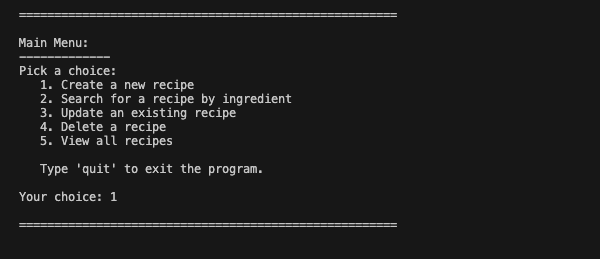 ======================================================
Main Menu:
-------------
Pick a choice:
   1. Create a new recipe
   2. Search for a recipe by ingredient
   3. Update an existing recipe
   4. Delete a recipe
   5. View all recipes
   Type 'quit' to exit the program.
Your choice: 1
======================================================